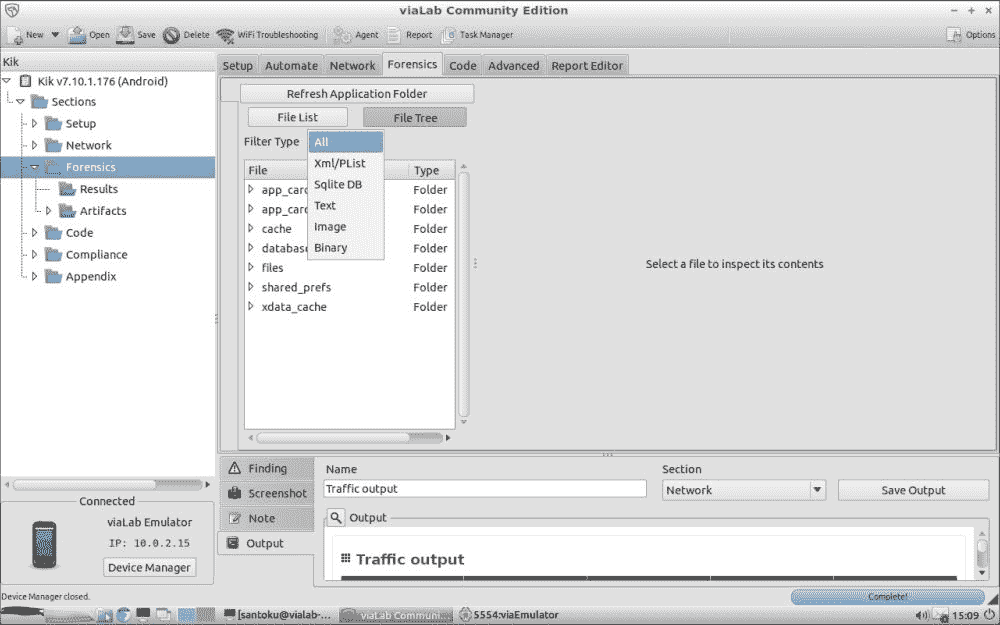 viaLab Community Edition
New Open Save Delete WiFi Troubleshooting Agent Report Task Manager Options
Kik
Kik v7.10.1.176 (Android)
Sections
Setup
Network
Forensics
Results
Artifacts
Code
Compliance
Appendix
Connected
viaLab Emulator
IP: 10.0.2.15
Device Manager
Device Manager closed.
Setup Automate Network Forensics Code Advanced Report Editor
Refresh Application Folder
File List File Tree
Filter Type All
Xml/PList
Sqlite DB
Text
Image
Binary
File Type
app_card Folder
app_card Folder
cache Folder
database Folder
files Folder
shared_prefs Folder
xdata_cache Folder
Select a file to inspect its contents
Finding
Screenshot
Note
Output
Name Section
Traffic output Network Save Output
Output
Traffic output
Complete!
[santoku@vialab-... viaLab Communi... 5554:viaEmulator 15:09